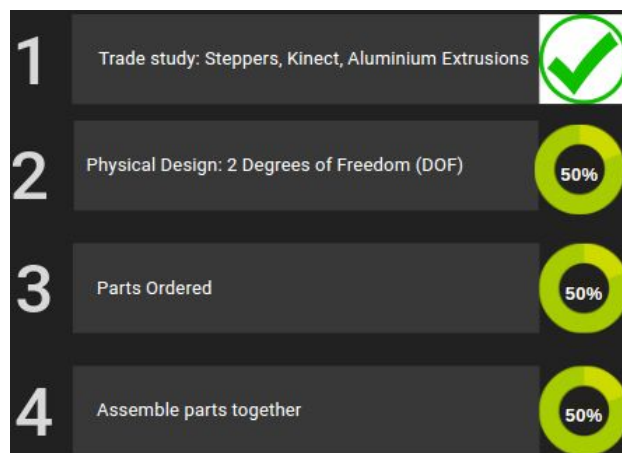 1
Trade study: Steppers, Kinect, Aluminium Extrusions
2
Physical Design: 2 Degrees of Freedom (DOF)
50%
3
Parts Ordered
50%
4
Assemble parts together
50%